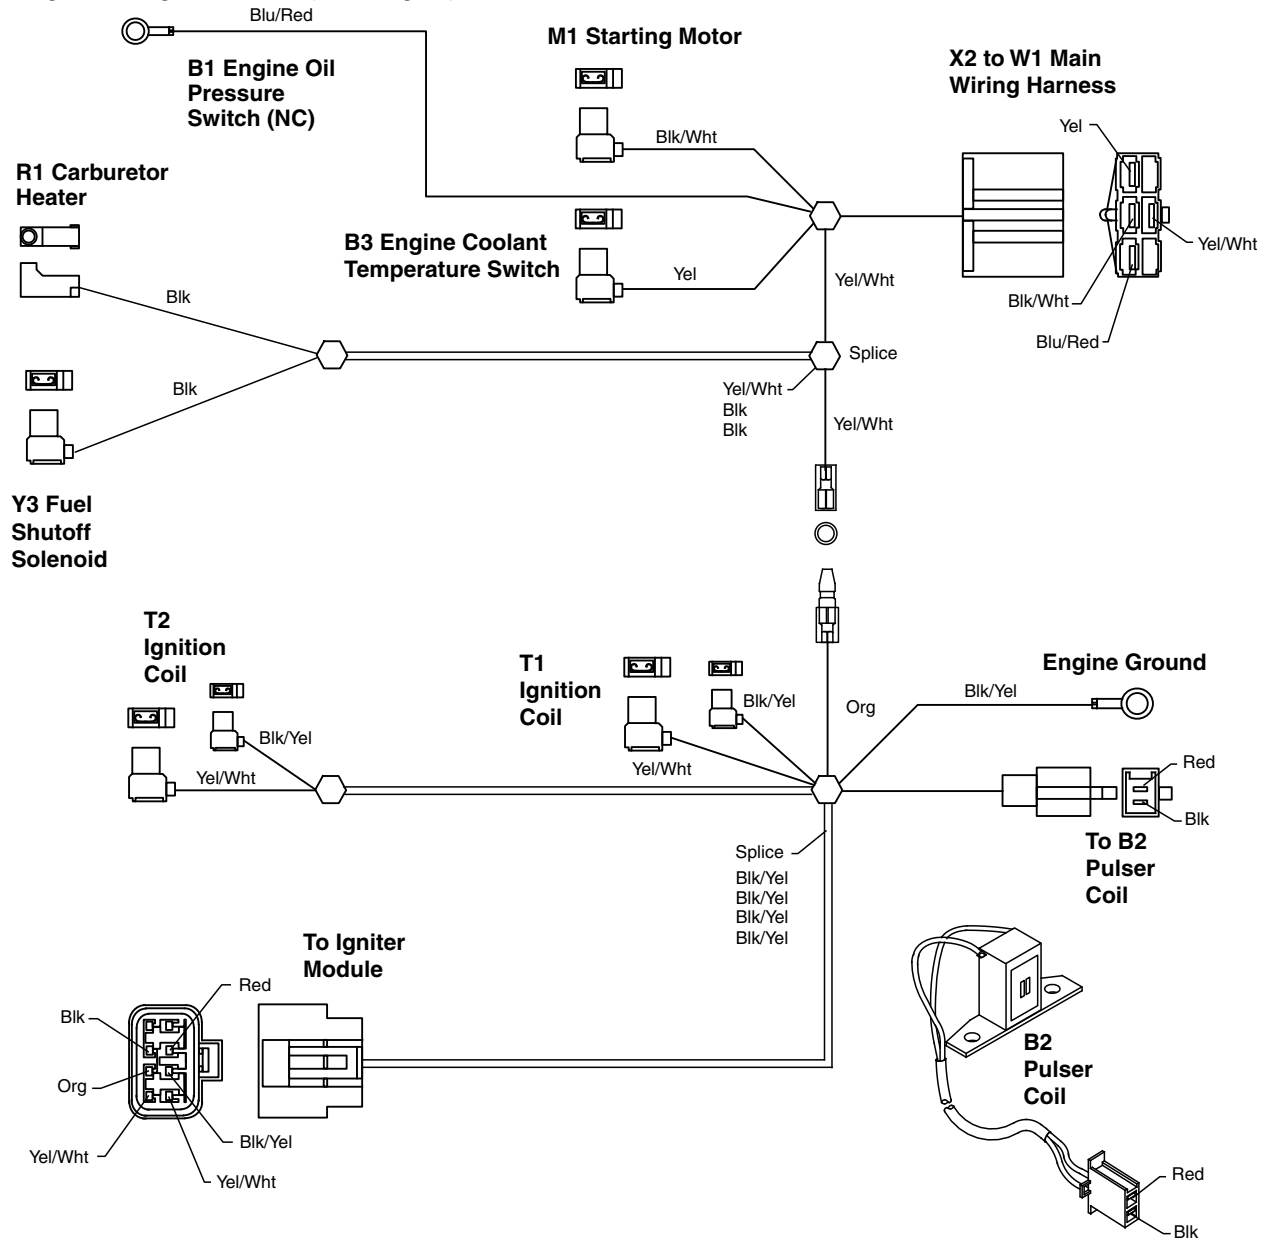 Blu/Red
M1 Starting Motor
B1 Engine Oil
Pressure
Switch (NC)
X2 to W1 Main
Wiring Harness
Yel
Blk/Wht
R1 Carburetor
Heater
B3 Engine Coolant
Temperature Switch
Yel
Yel/Wht
Yel/Wht
Blk/Wht
Blu/Red
Blk
Splice
Blk
Yel/Wht
Blk
Blk
Yel/Wht
Y3 Fuel
Shutoff
Solenoid
T2
Ignition
Coil
T1
Ignition
Coil
Engine Ground
Blk/Yel
Blk/Yel
Org
Blk/Yel
Yel/Wht
Yel/Wht
Red
Blk
To B2
Pulser
Coil
Splice
Blk/Yel
Blk/Yel
Blk/Yel
Blk/Yel
To Igniter
Module
Red
Blk
Org
Yel/Wht
Blk/Yel
Yel/Wht
B2
Pulser
Coil
Red
Blk